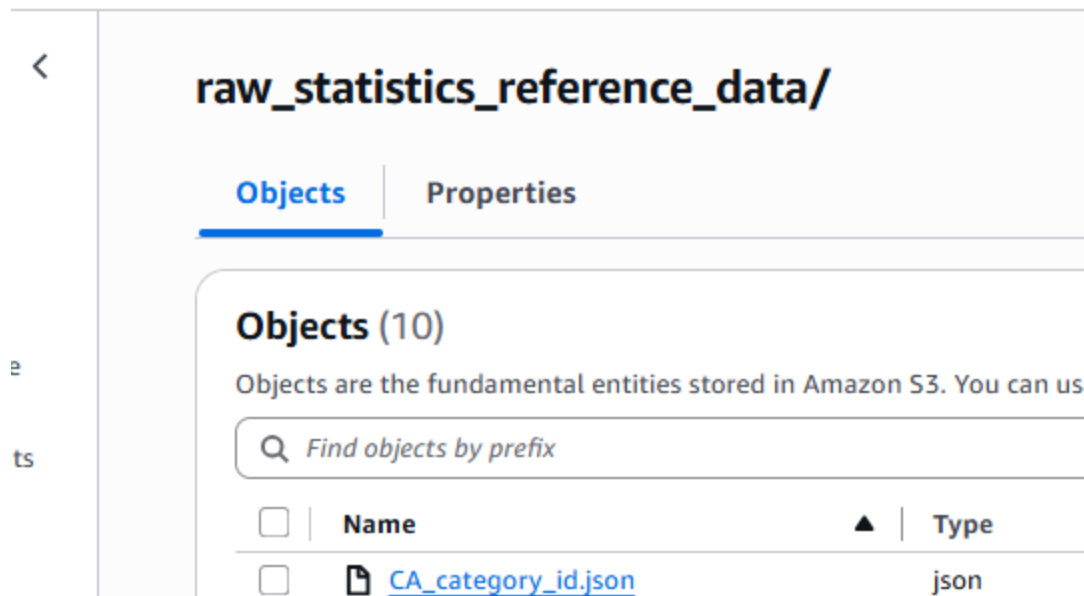 raw_statistics_reference_data/
Objects Properties
Objects (10)
e
Objects are the fundamental entities stored in Amazon S3. You can us
Find objects by prefix
ts
Name Type
CA_category_id.json json